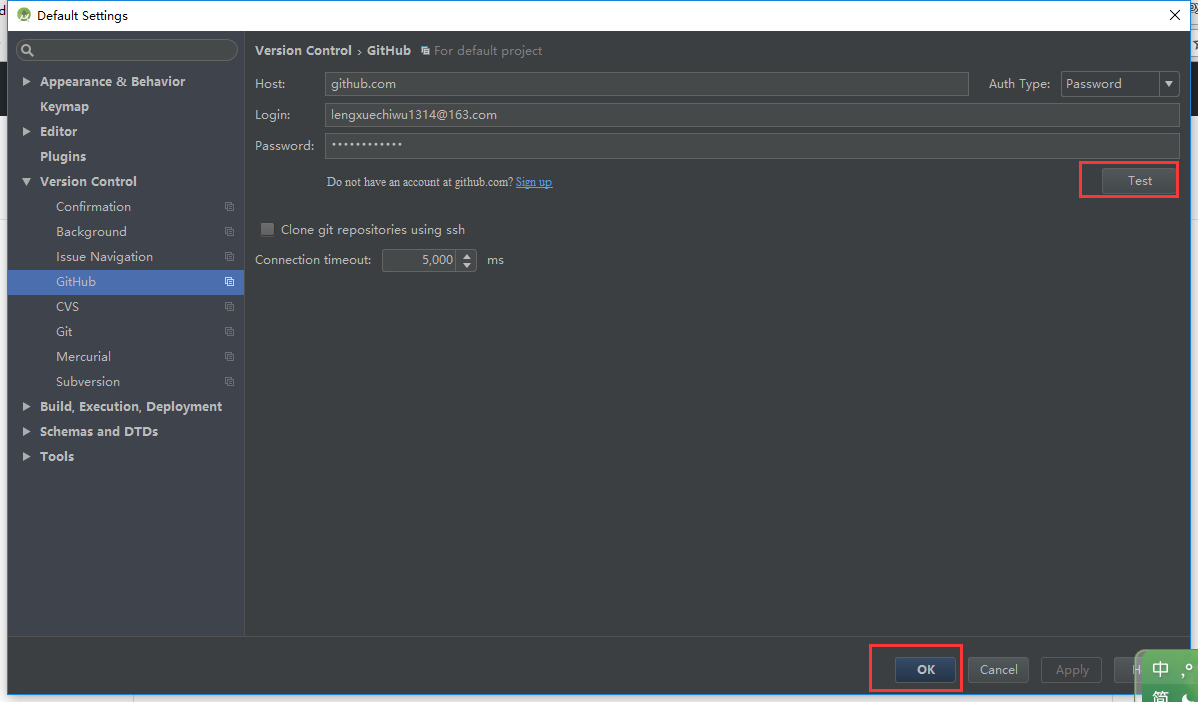 Default Settings
Version Control › GitHub For default project
Appearance & Behavior
Keymap
Editor
Plugins
Version Control
Confirmation
Background
Issue Navigation
GitHub
CVS
Git
Mercurial
Subversion
Build, Execution, Deployment
Schemas and DTDs
Tools
Host: github.com Auth Type: Password
Login: lengxuechiwu1314@163.com
Password: ••••••••••••
Do not have an account at github.com? Sign up
Test
Clone git repositories using ssh
Connection timeout: 5,000 ms
OK Cancel Apply
中 ,°
简